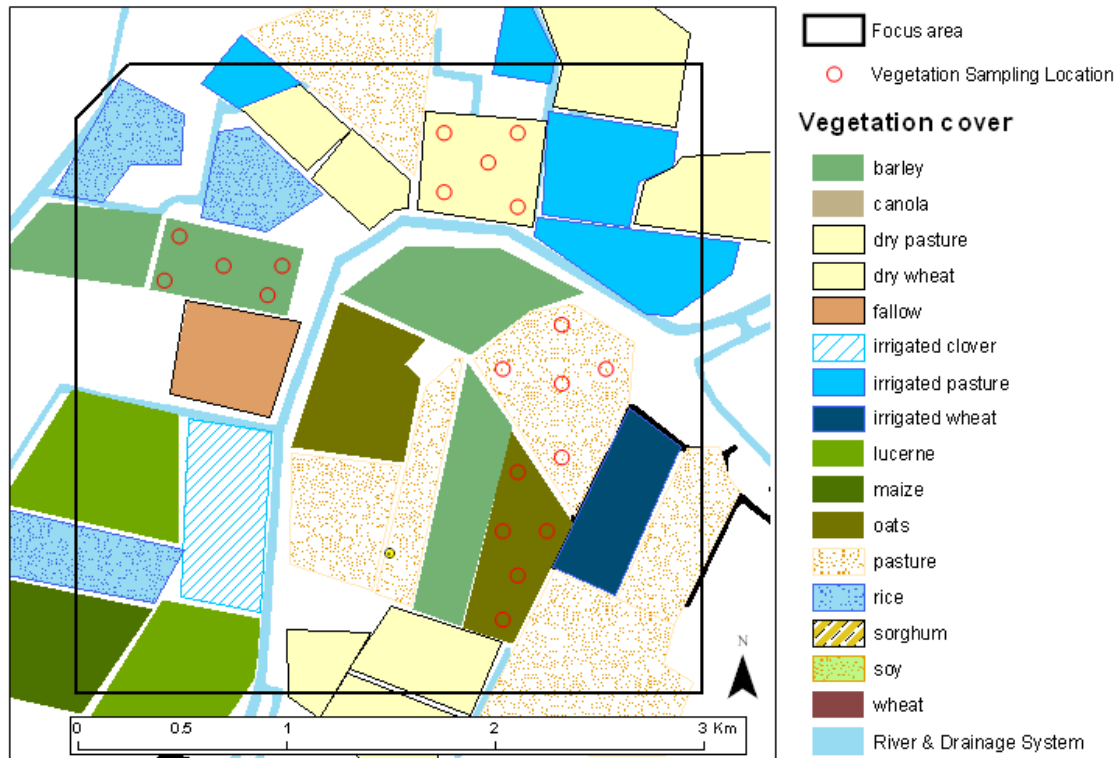 Focus area
Vegetation Sampling Location
Vegetation cover
barley
canola
dry pasture
dry wheat
fallow
irrigated clover
irrigated pasture
irrigated wheat
lucerne
maize
oats
pasture
rice
sorghum
soy
wheat
River & Drainage System
N
0 0.5 1 2 3 Km